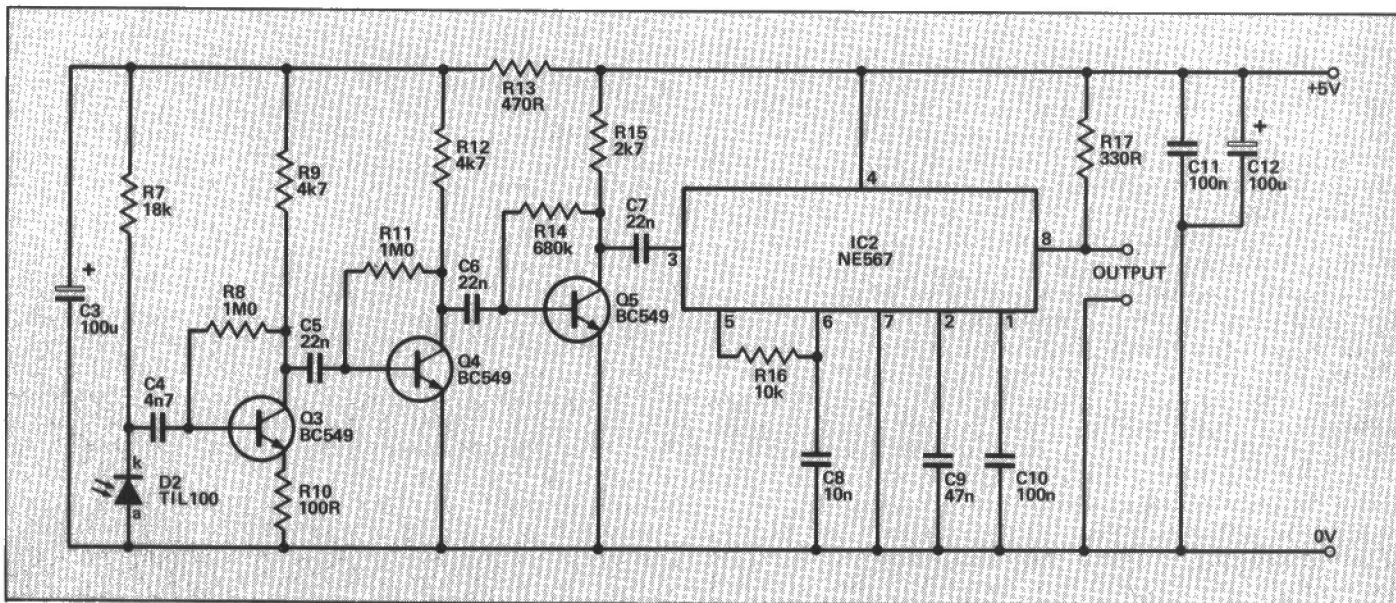 R13
470R
+5V
+
R15
2k7
R17
330R
R12
4k7
C11
100n
C12
100u
R9
4k7
4
R7
18k
C7
22n
R14
680k
R11
1M0
IC2
NE567
8
3
OUTPUT
C6
22n
+
C3
100u
R8
1M0
Q5
BC549
5
6
7
2
1
C5
22n
Q4
BC549
R16
10k
C4
4n7
Q3
BC549
k
D2
TIL100
a
R10
100R
C8
10n
C9
47n
C10
100n
0V